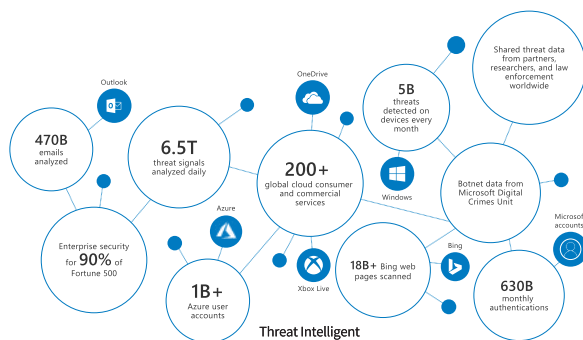 Outlook
470B
emails
analyzed
6.5T
threat signals
analyzed daily
Enterprise security
for 90% of
Fortune 500
Azure
1B+
Azure user
accounts
OneDrive
200+
global cloud consumer
and commercial
services
Xbox Live
5B
threats
detected on
devices every
month
Windows
Shared threat data
from partners,
researchers, and law
enforcement
worldwide
Botnet data from
Microsoft Digital
Crimes Unit
18B+ Bing web
pages scanned
Bing
Microsoft
accounts
630B
monthly
authentications
Threat Intelligent